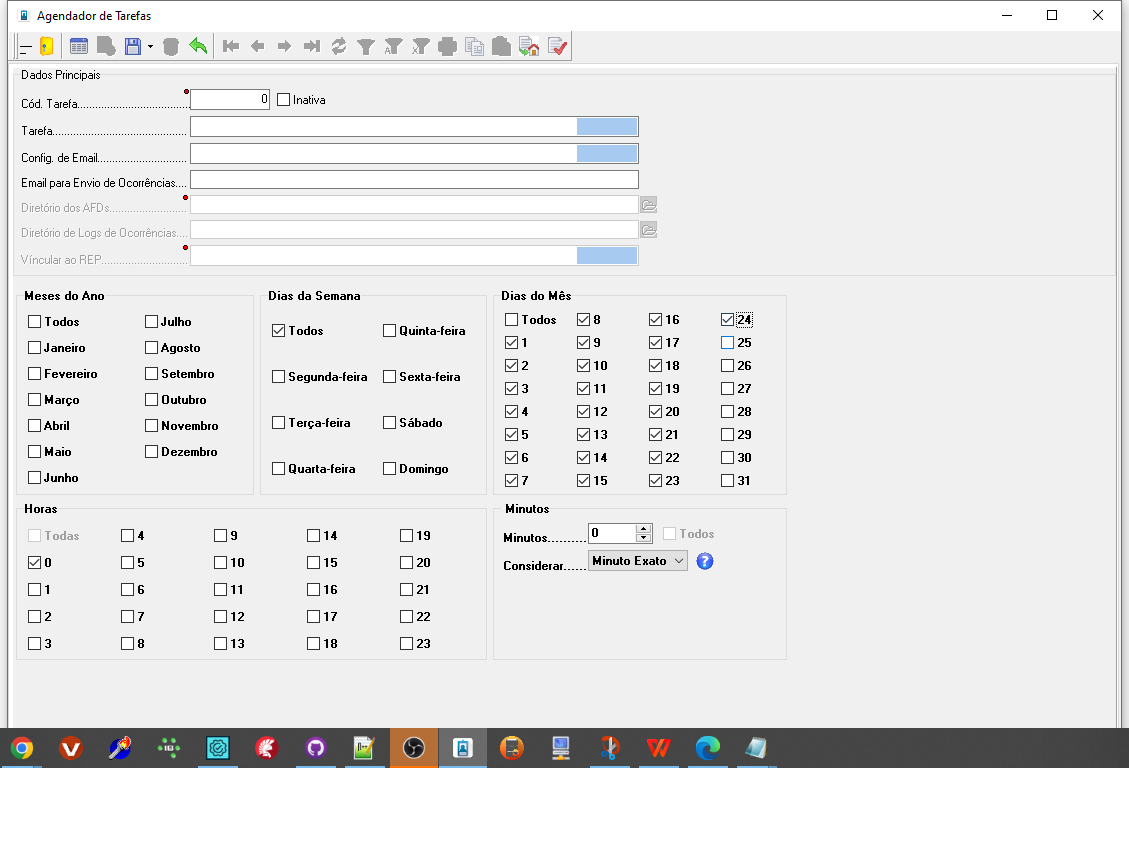 Agendador de Tarefas
Dados Principais
Cód. Tarefa.................................... 0 Inativa
Tarefa............................................
Config. de Email.............................
Email para Envio de Ocorrências....
Diretório dos AFDs.........................
Diretório de Logs de Ocorrências....
Víncular ao REP............................
Meses do Ano
Todos Julho
Janeiro Agosto
Fevereiro Setembro
Março Outubro
Abril Novembro
Maio Dezembro
Junho
Dias da Semana
Todos Quinta-feira
Segunda-feira Sexta-feira
Terça-feira Sábado
Quarta-feira Domingo
Dias do Mês
Todos 8 16 24
1 9 17 25
2 10 18 26
3 11 19 27
4 12 20 28
5 13 21 29
6 14 22 30
7 15 23 31
Horas
Todas 4 9 14 19
0 5 10 15 20
1 6 11 16 21
2 7 12 17 22
3 8 13 18 23
Minutos
Minutos.......... 0 Todos
Considerar...... Minuto Exato ?